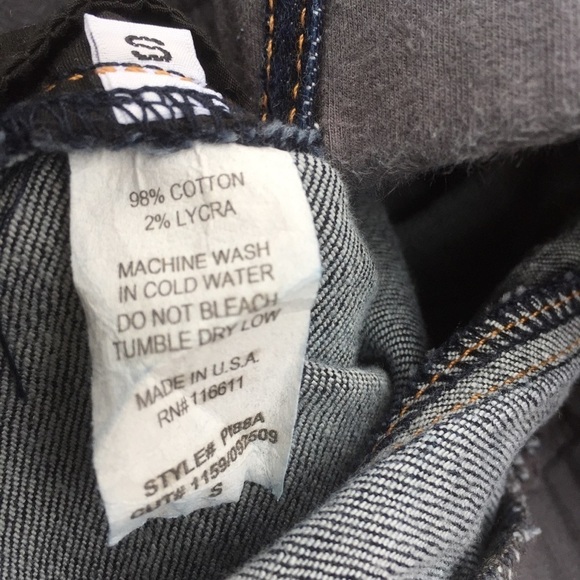 S
98% COTTON
2% LYCRA
MACHINE WASH
IN COLD WATER
DO NOT BLEACH
TUMBLE DRY LOW
MADE IN U.S.A.
RN# 116611
STYLE# P188A
CUT# 1159/097509
S